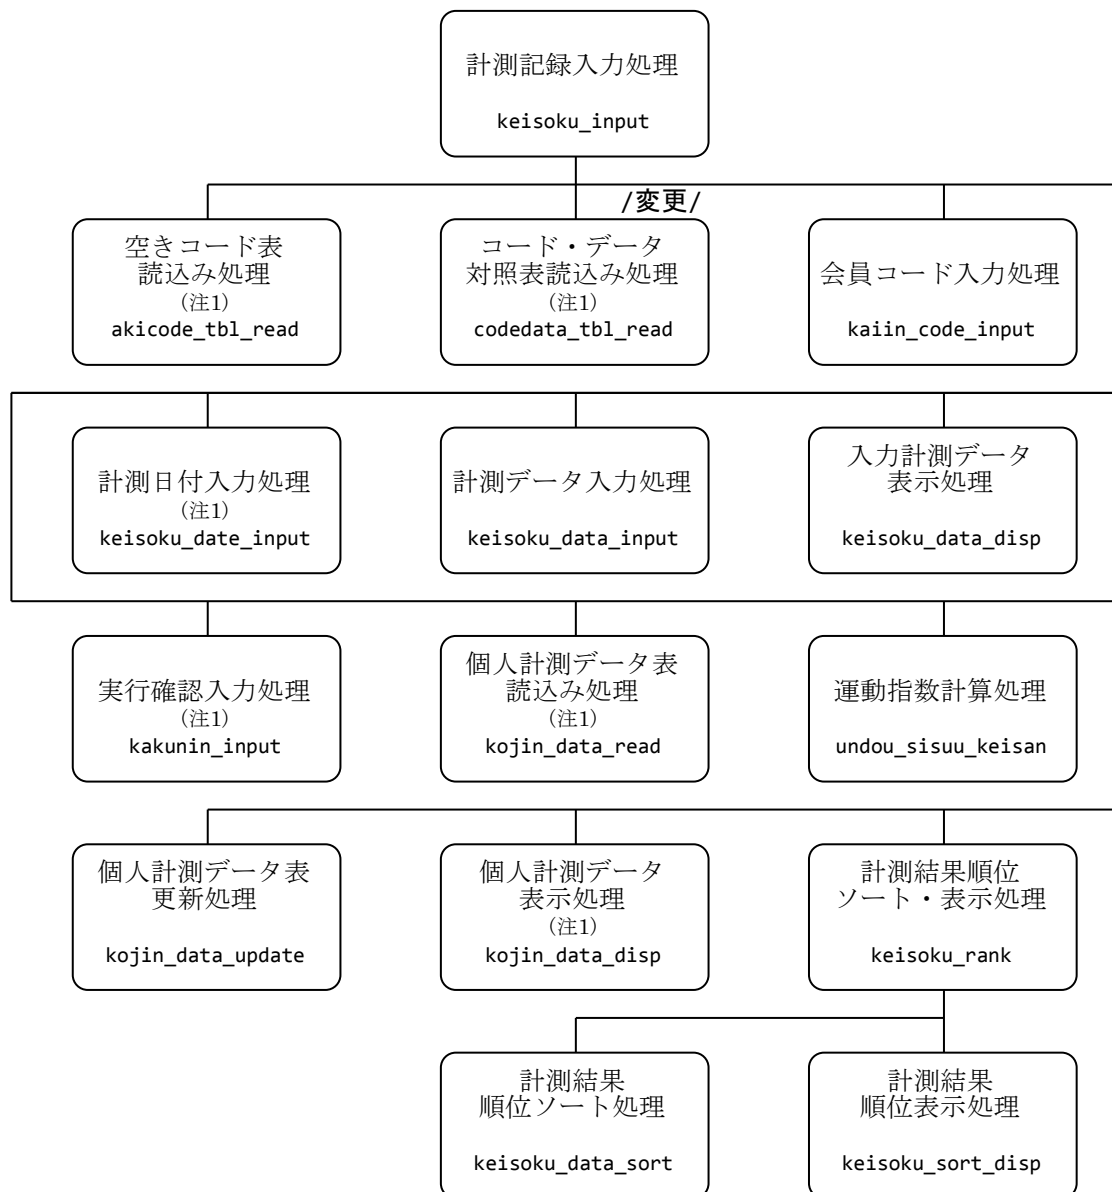 計測記録入力処理
keisoku_input
/変更/
空きコード表
読込み処理
(注1)
akicode_tbl_read
コード・データ
対照表読込み処理
(注1)
codedata_tbl_read
会員コード入力処理
kaiin_code_input
計測日付入力処理
(注1)
keisoku_date_input
計測データ入力処理
keisoku_data_input
入力計測データ
表示処理
keisoku_data_disp
実行確認入力処理
(注1)
kakunin_input
個人計測データ表
読込み処理
(注1)
kojin_data_read
運動指数計算処理
undou_sisuu_keisan
個人計測データ表
更新処理
kojin_data_update
個人計測データ
表示処理
(注1)
kojin_data_disp
計測結果順位
ソート・表示処理
keisoku_rank
計測結果
順位ソート処理
keisoku_data_sort
計測結果
順位表示処理
keisoku_sort_disp